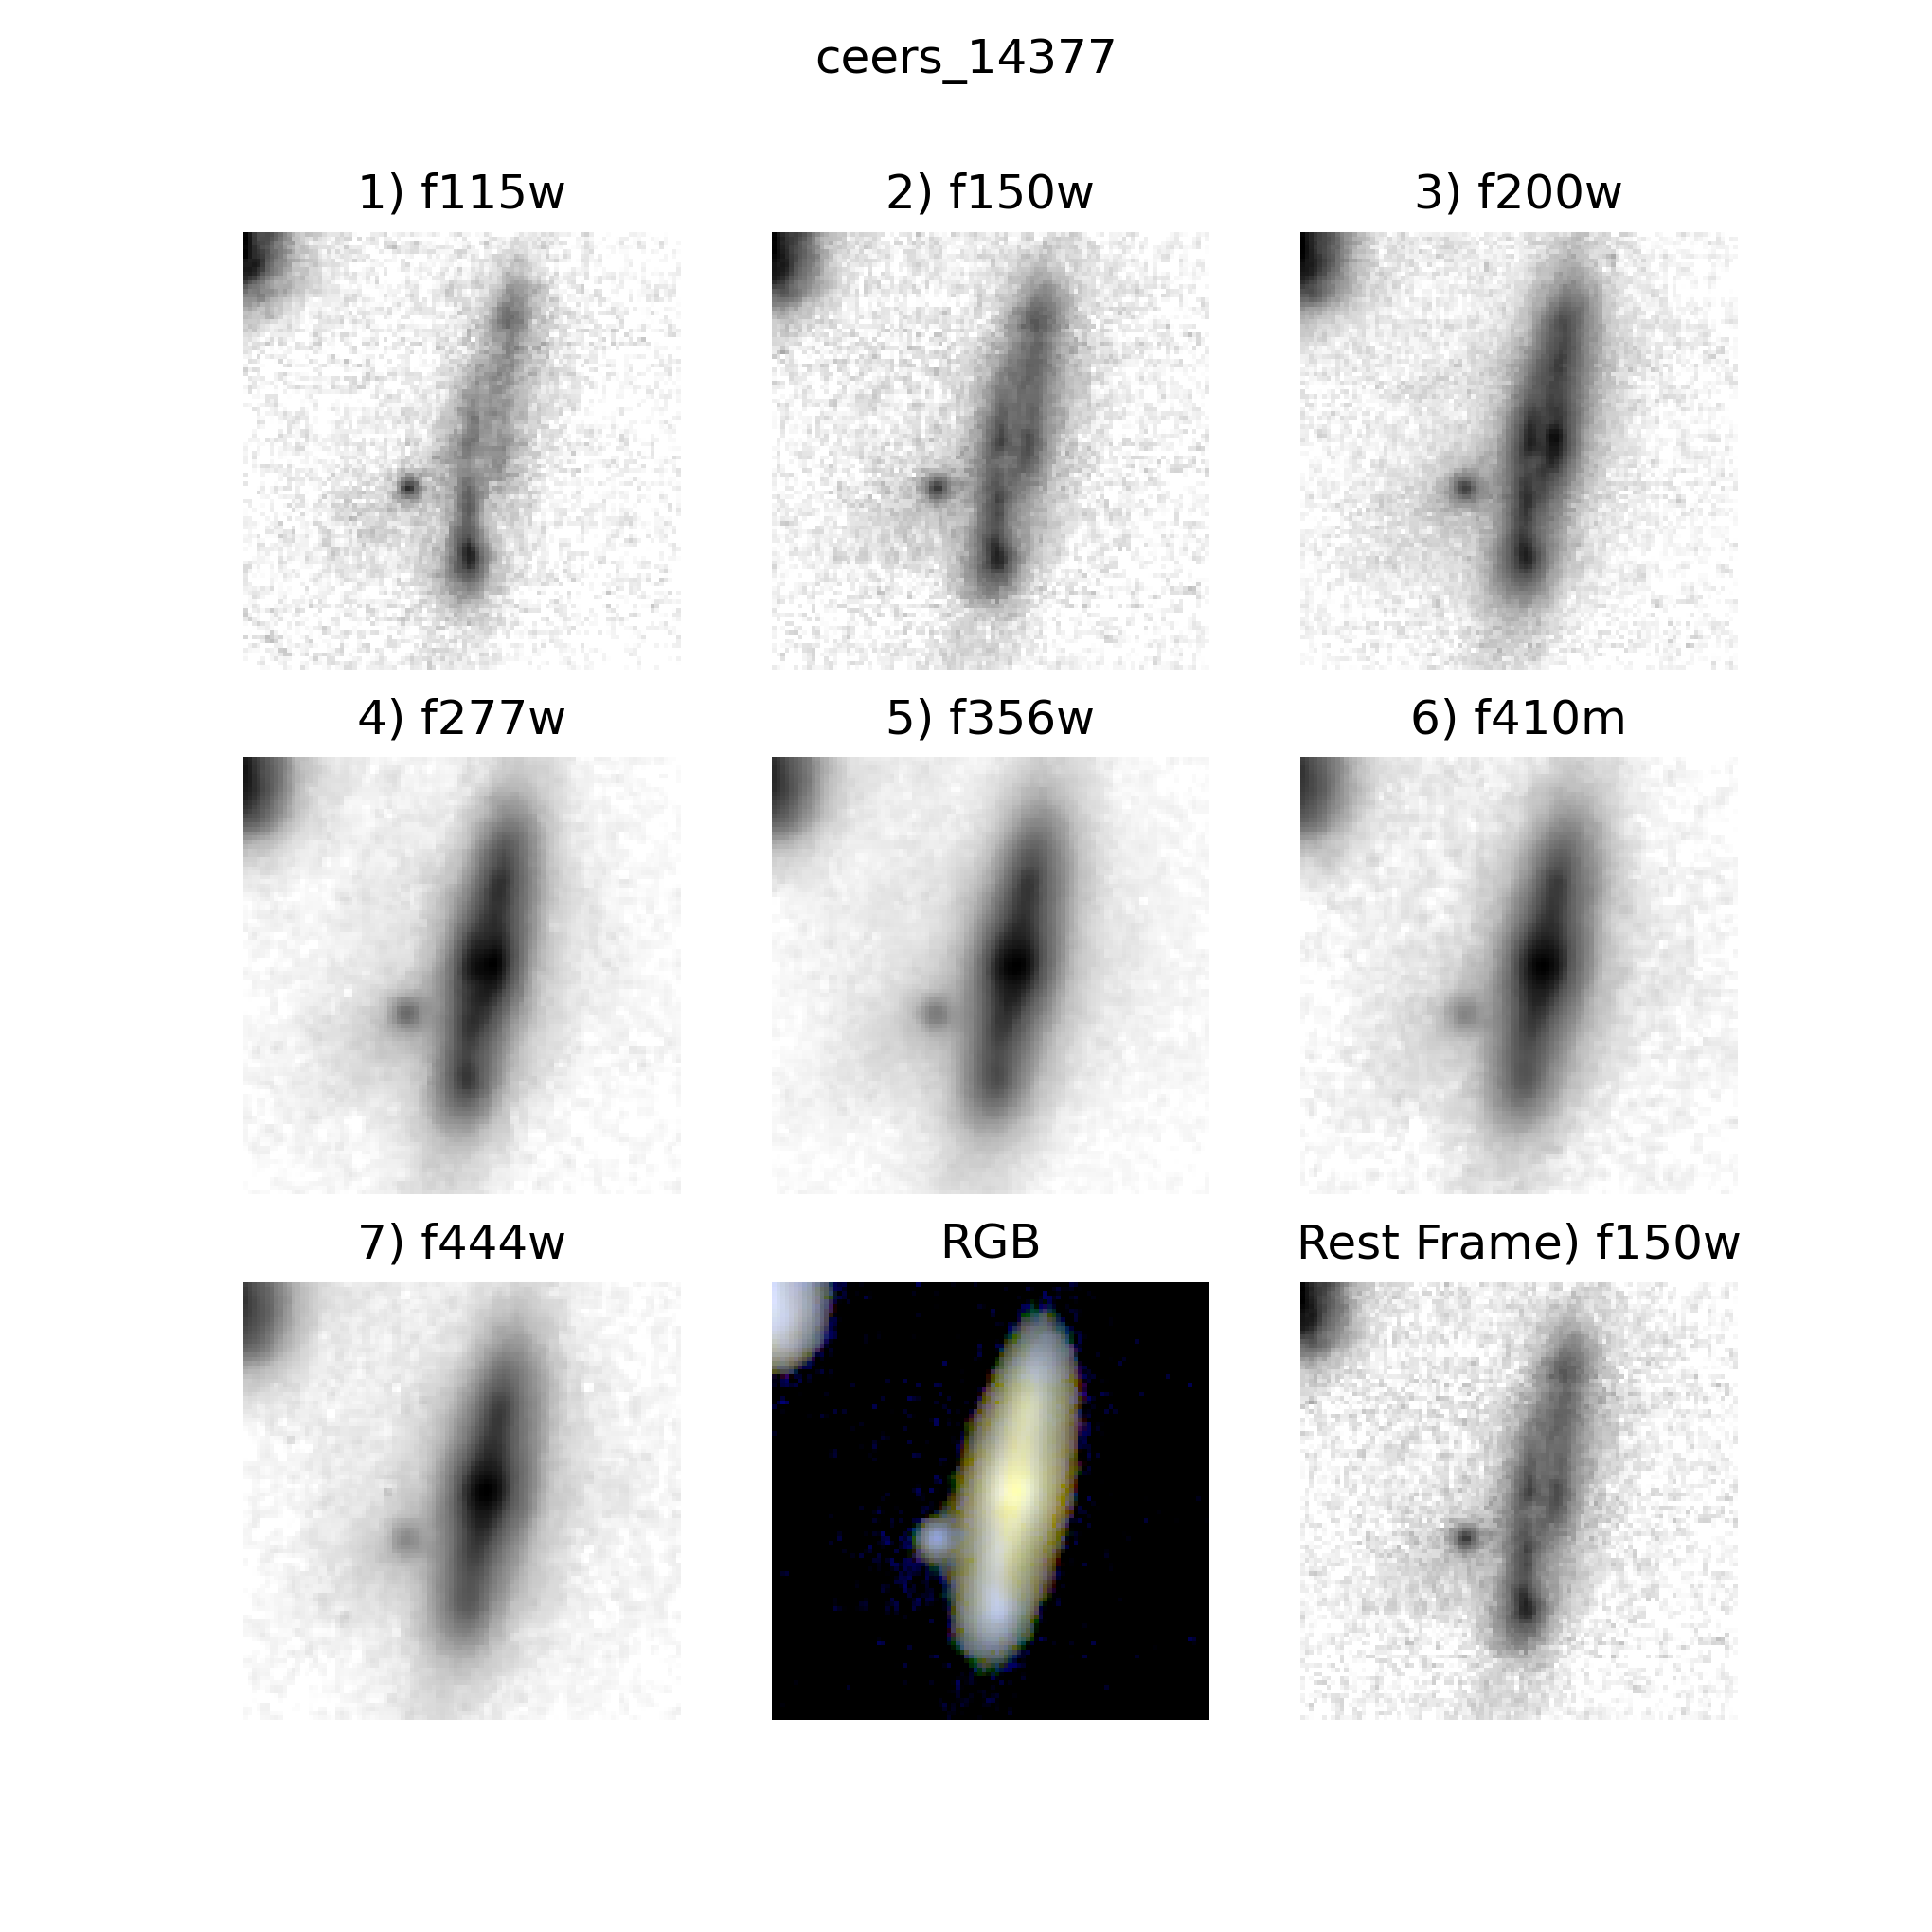 ceers_14377
1) f115w
2) f150w
3) f200w
4) f277w
5) f356w
6) f410m
7) f444w
RGB
Rest Frame) f150w